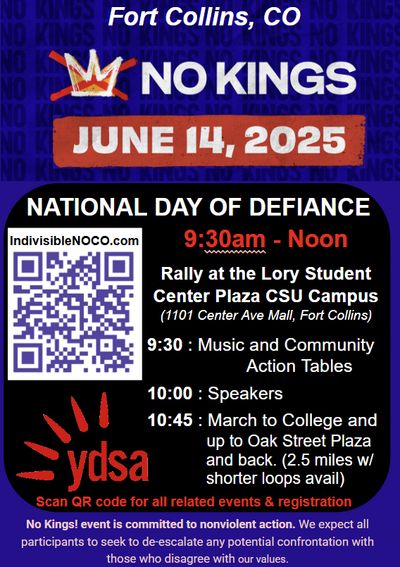 Fort Collins, CO
NO KINGS
JUNE 14, 2025
NATIONAL DAY OF DEFIANCE
IndivisibleNOCO.com
9:30am - Noon
Rally at the Lory Student
Center Plaza CSU Campus
(1101 Center Ave Mall, Fort Collins)
9:30 : Music and Community
Action Tables
10:00 : Speakers
10:45 : March to College and
up to Oak Street Plaza
and back. (2.5 miles w/
shorter loops avail)
ydsa
Scan QR code for all related events & registration
No Kings! event is committed to nonviolent action. We expect all
participants to seek to de-escalate any potential confrontation with
those who disagree with our values.